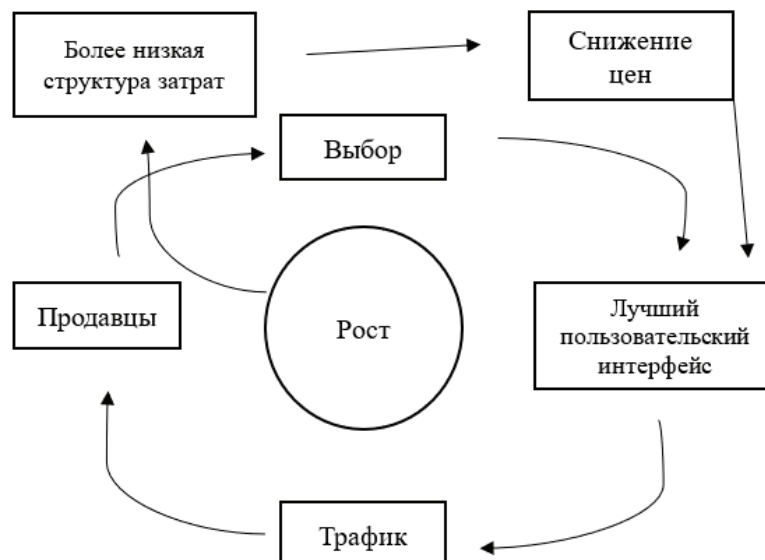 Более низкая
структура затрат
Снижение
цен
Выбор
Продавцы
Рост
Лучший
пользовательский
интерфейс
Трафик